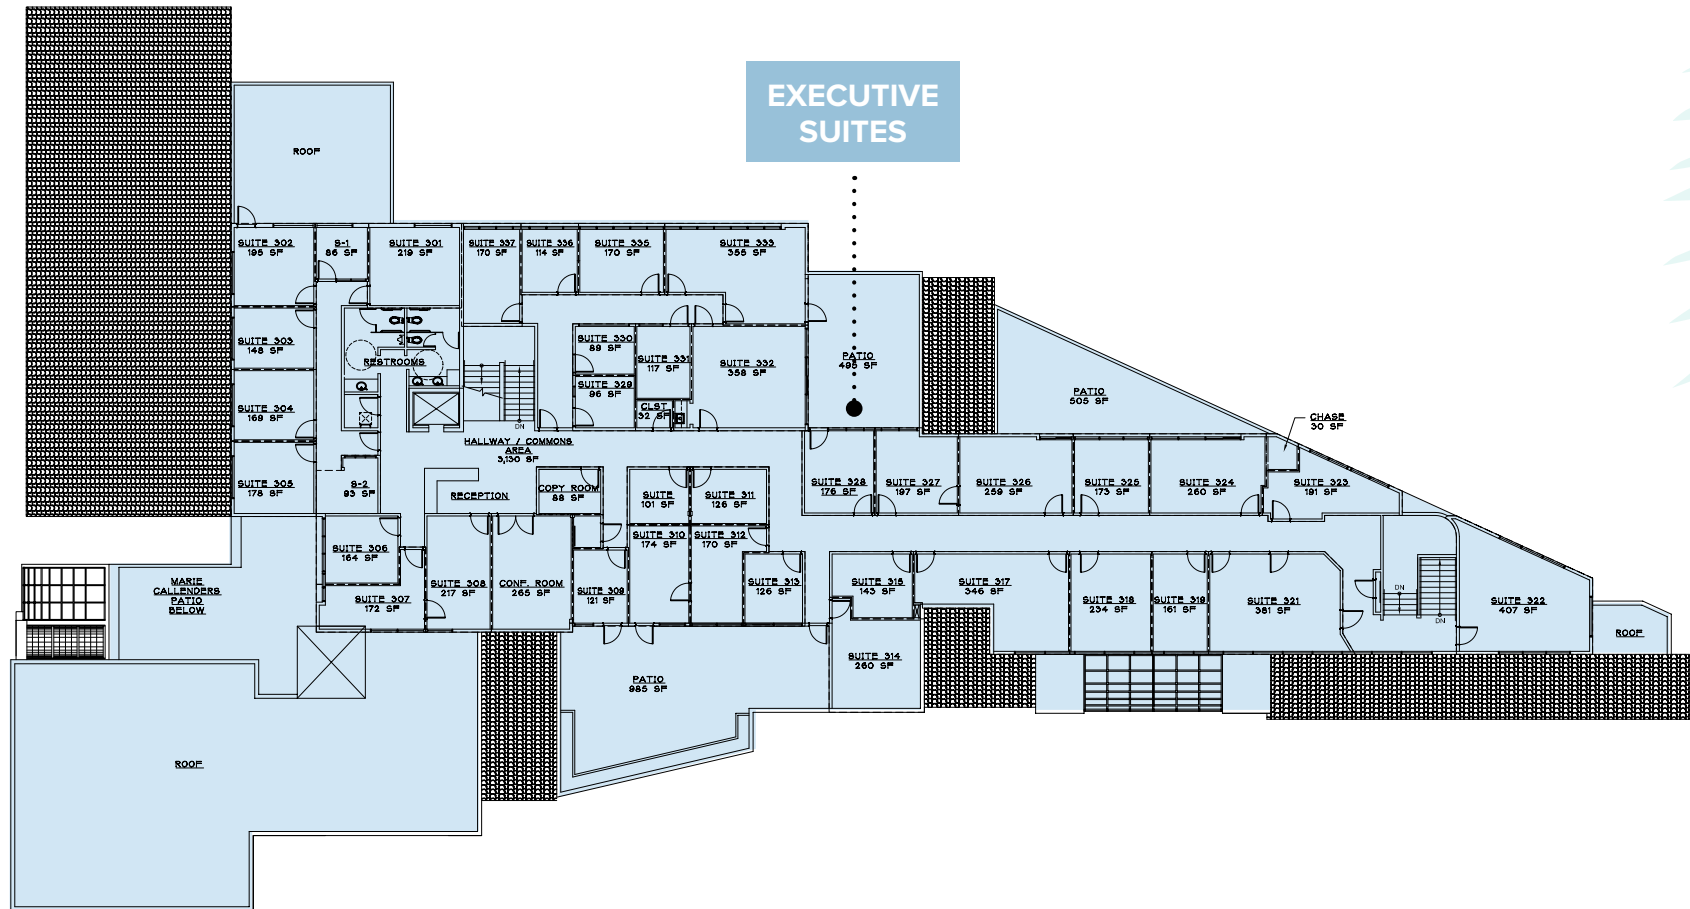 EXECUTIVE
SUITES
ROOF
SUITE 302
195 SF
S-1
86 SF
SUITE 301
219 SF
SUITE 337
170 SF
SUITE 336
114 SF
SUITE 335
170 SF
SUITE 333
355 SF
SUITE 303
148 SF
RESTROOMS
SUITE 330
89 SF
SUITE 331
117 SF
SUITE 332
358 SF
PATIO
495 SF
SUITE 329
96 SF
CLST
32 SF
PATIO
505 SF
CHASE
30 SF
SUITE 304
169 SF
DN
HALLWAY / COMMONS
AREA
3,130 SF
SUITE 305
178 SF
S-2
93 SF
RECEPTION
COPY ROOM
88 SF
SUITE
101 SF
SUITE 311
126 SF
SUITE 328
176 SF
SUITE 327
197 SF
SUITE 326
259 SF
SUITE 325
173 SF
SUITE 324
260 SF
SUITE 323
191 SF
SUITE 306
164 SF
SUITE 310
174 SF
SUITE 312
170 SF
MARIE
CALLENDERS
PATIO
BELOW
SUITE 307
172 SF
SUITE 308
217 SF
CONF. ROOM
265 SF
SUITE 309
121 SF
SUITE 313
126 SF
SUITE 315
143 SF
SUITE 317
346 SF
SUITE 318
234 SF
SUITE 319
161 SF
SUITE 321
381 SF
DN
DN
SUITE 322
407 SF
ROOF
SUITE 314
260 SF
PATIO
985 SF
ROOF